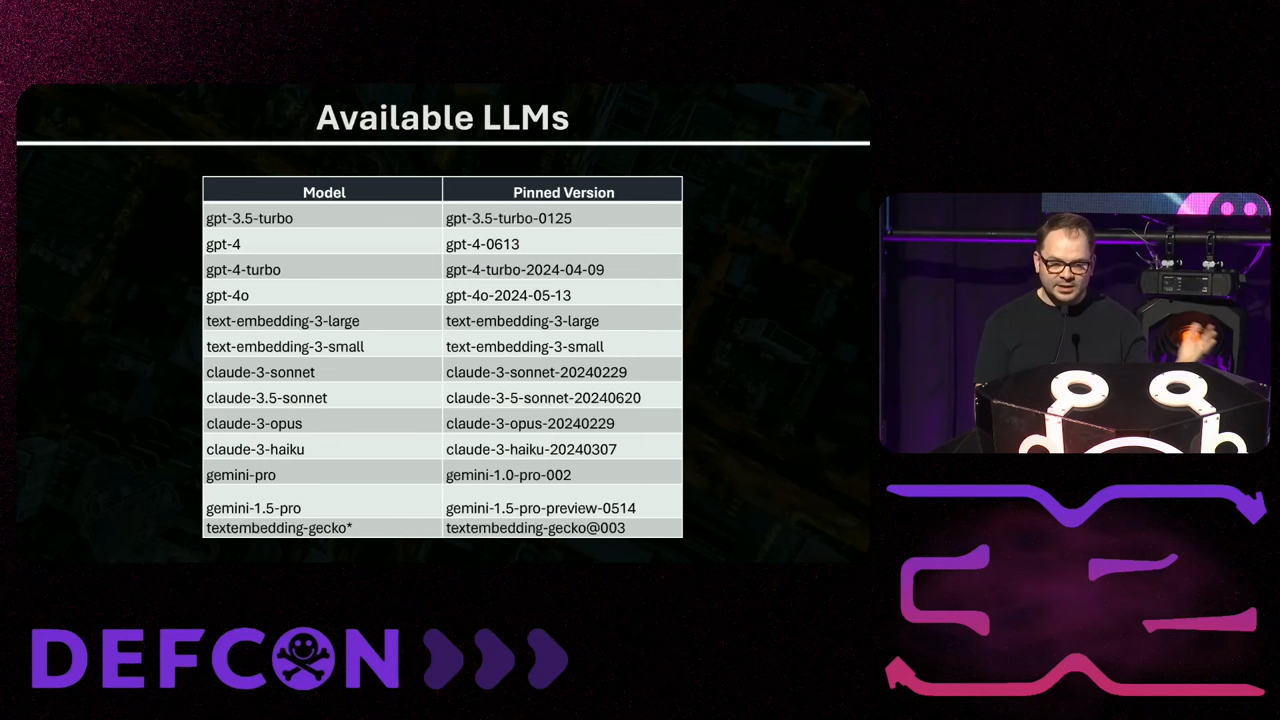 Available LLMs
Model Pinned Version
gpt-3.5-turbo gpt-3.5-turbo-0125
gpt-4 gpt-4-0613
gpt-4-turbo gpt-4-turbo-2024-04-09
gpt-4o gpt-4o-2024-05-13
text-embedding-3-large text-embedding-3-large
text-embedding-3-small text-embedding-3-small
claude-3-sonnet claude-3-sonnet-20240229
claude-3.5-sonnet claude-3-5-sonnet-20240620
claude-3-opus claude-3-opus-20240229
claude-3-haiku claude-3-haiku-20240307
gemini-pro gemini-1.0-pro-002
gemini-1.5-pro gemini-1.5-pro-preview-0514
textembedding-gecko* textembedding-gecko@003
DEFCON